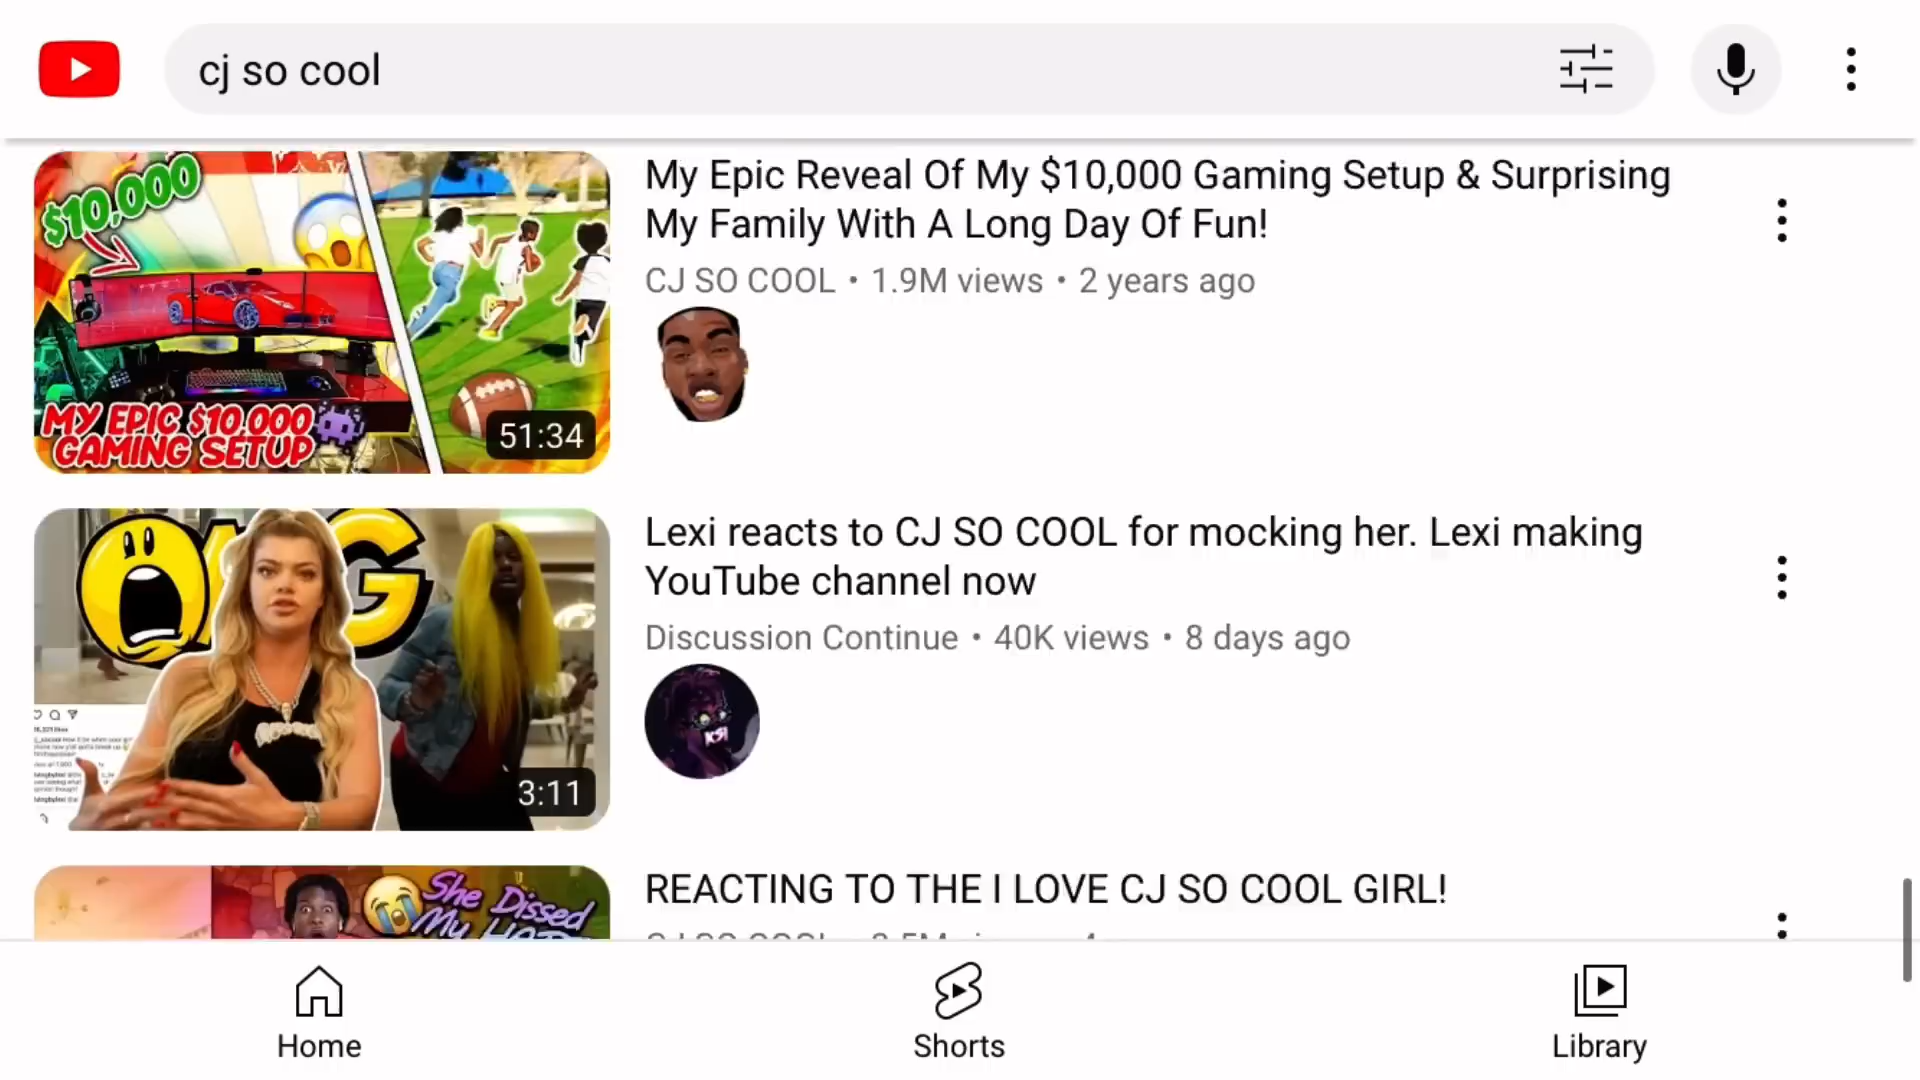 cj so cool
$10,000
MY EPIC $10,000
GAMING SETUP
51:34
My Epic Reveal Of My $10,000 Gaming Setup & Surprising
My Family With A Long Day Of Fun!
CJ SO COOL • 1.9M views • 2 years ago
OMG
3:11
Lexi reacts to CJ SO COOL for mocking her. Lexi making
YouTube channel now
Discussion Continue • 40K views • 8 days ago
KSI
She Dissed
My
REACTING TO THE I LOVE CJ SO COOL GIRL!
Home
Shorts
Library